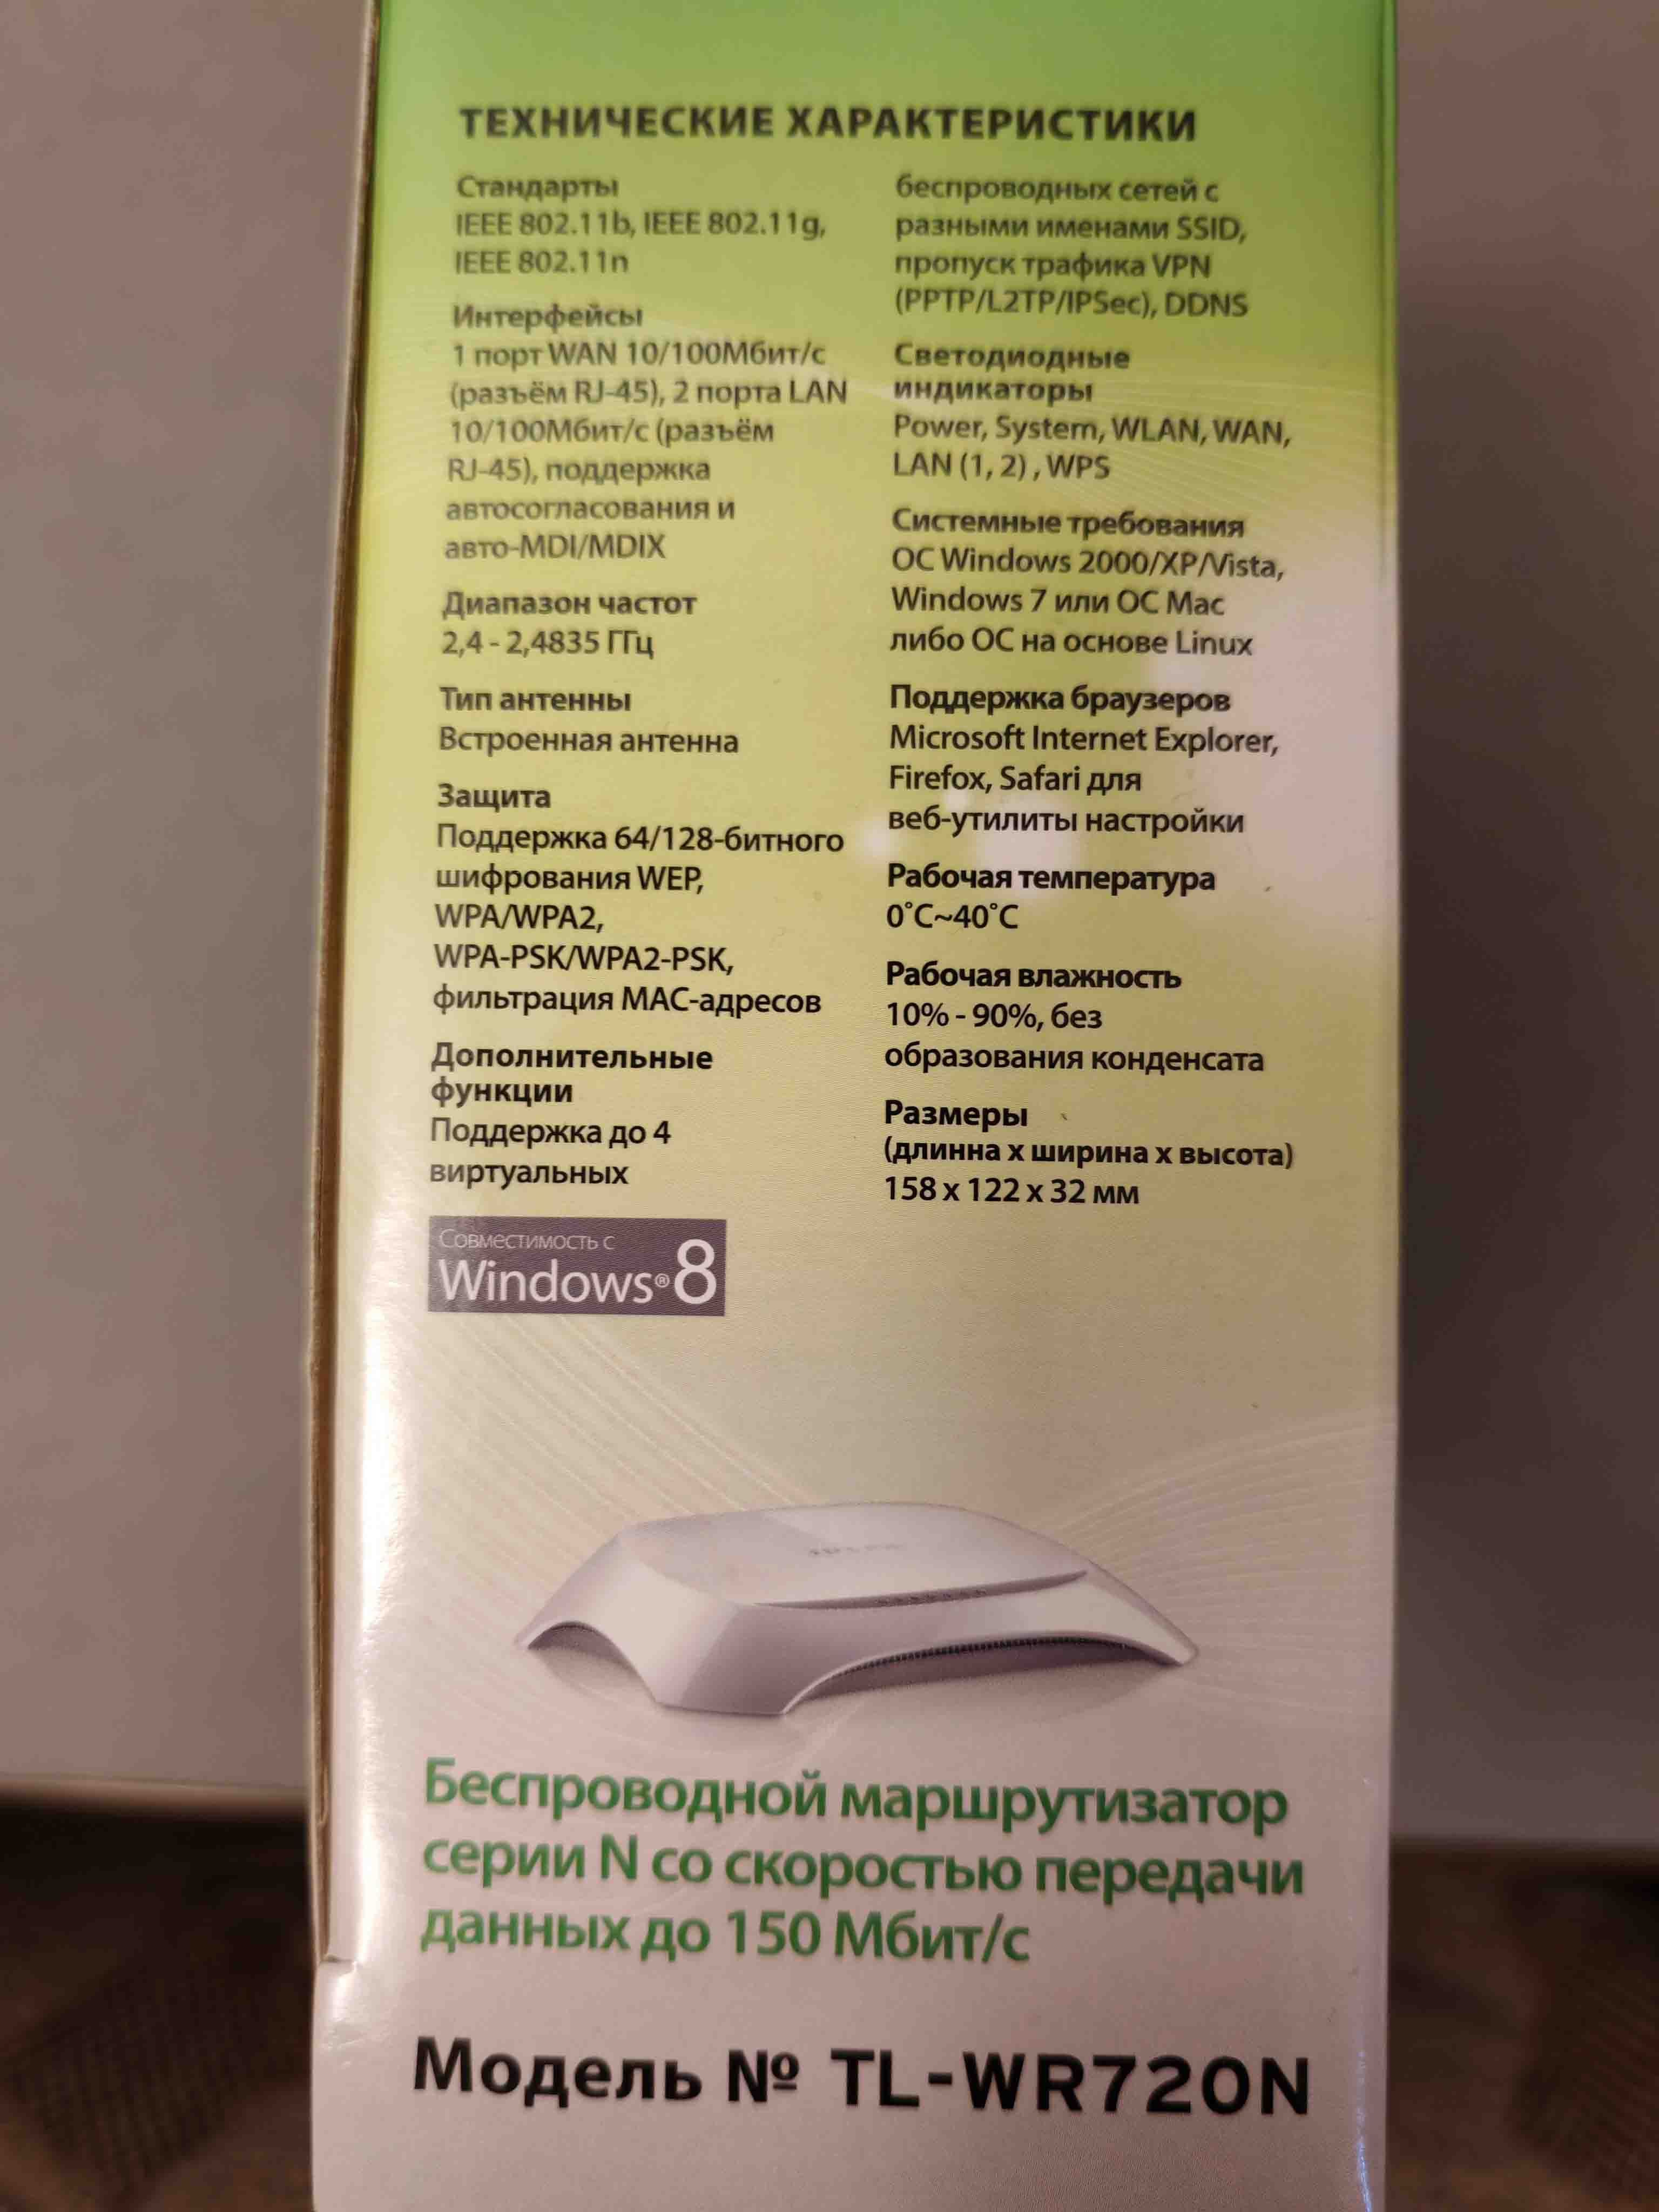 ТЕХНИЧЕСКИЕ ХАРАКТЕРИСТИКИ
Стандарты
IEEE 802.11b, IEEE 802.11g,
IEEE 802.11n
Интерфейсы
1 порт WAN 10/100Мбит/с
(разъём RJ-45), 2 порта LAN
10/100Мбит/с (разъём
RJ-45), поддержка
автосогласования и
авто-MDI/MDIX
Диапазон частот
2,4 - 2,4835 ГГц
Тип антенны
Встроенная антенна
Защита
Поддержка 64/128-битного
шифрования WEP,
WPA/WPA2,
WPA-PSK/WPA2-PSK,
фильтрация MAC-адресов
Дополнительные
функции
Поддержка до 4
виртуальных
беспроводных сетей с
разными именами SSID,
пропуск трафика VPN
(PPTP/L2TP/IPSec), DDNS
Светодиодные
индикаторы
Power, System, WLAN, WAN,
LAN (1, 2) , WPS
Системные требования
ОС Windows 2000/XP/Vista,
Windows 7 или ОС Mac
либо ОС на основе Linux
Поддержка браузеров
Microsoft Internet Explorer,
Firefox, Safari для
веб-утилиты настройки
Рабочая температура
0˚C~40˚C
Рабочая влажность
10% - 90%, без
образования конденсата
Размеры
(длинна х ширина х высота)
158 x 122 x 32 мм
Совместимость с
Windows® 8
Беспроводной маршрутизатор
серии N со скоростью передачи
данных до 150 Мбит/с
Модель № TL-WR720N